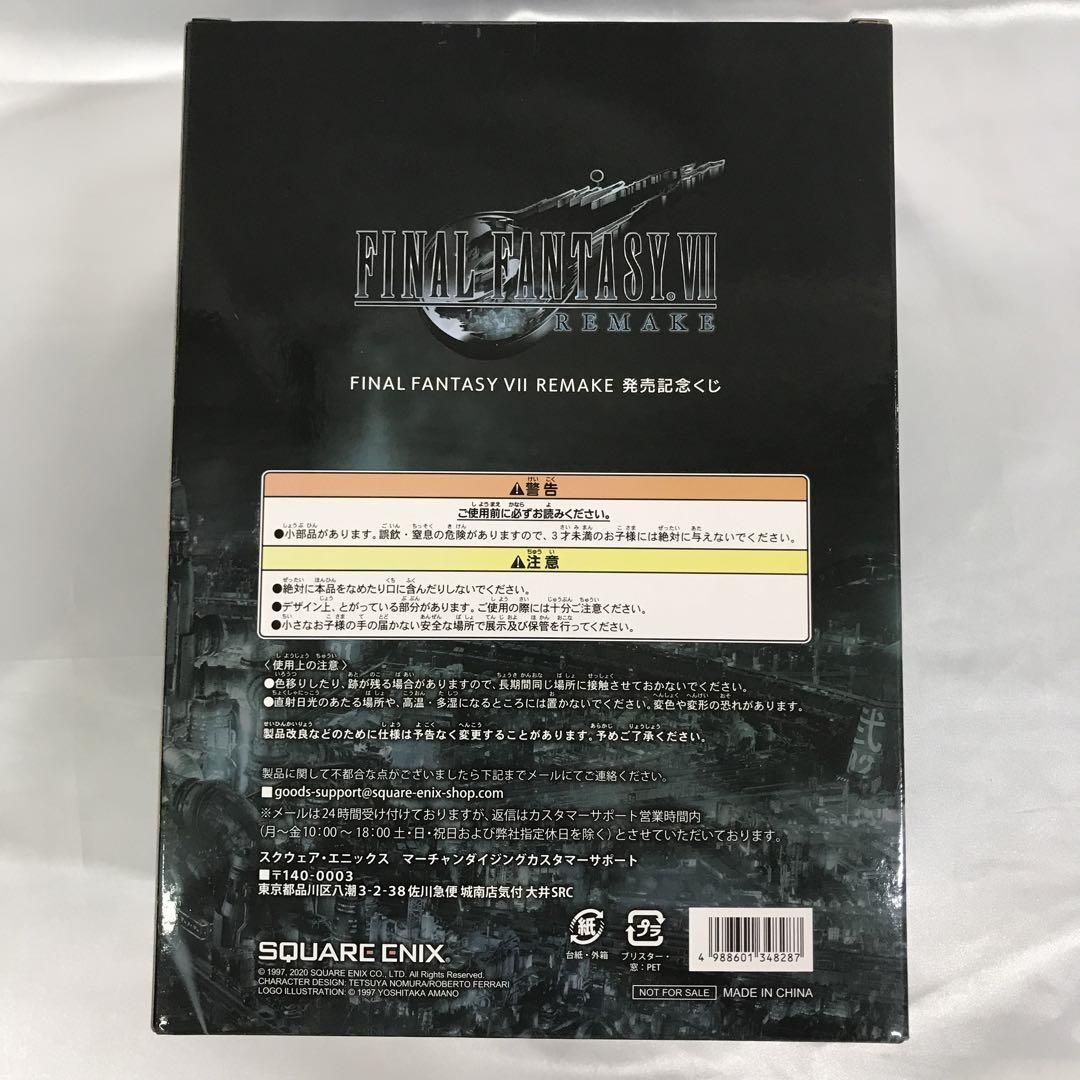 FINAL FANTASY. VII
REMAKE
FINAL FANTASY VII REMAKE 発売記念くじ
⚠警告
ご使用前に必ずお読みください。
●小部品があります。誤飲・窒息の危険がありますので、3才未満のお子様には絶対に与えないでください。
⚠注意
●絶対に本品をなめたり口に含んだりしないでください。
●デザイン上、とがっている部分があります。ご使用の際には十分ご注意ください。
●小さなお子様の手の届かない安全な場所で展示及び保管を行ってください。
〈使用上の注意〉
●色移りしたり、跡が残る場合がありますので、長期間同じ場所に接触させておかないでください。
●直射日光のあたる場所や、高温・多湿になるところには置かないでください。変色や変形の恐れがあります。
製品改良などのために仕様は予告なく変更することがあります。予めご了承ください。
製品に関して不都合な点がございましたら下記までメールにてご連絡ください。
■goods-support@square-enix-shop.com
※メールは24時間受け付けておりますが、返信はカスタマーサポート営業時間内
(月〜金10:00〜18:00 土・日・祝日および弊社指定休日を除く)とさせていただいております。
スクウェア・エニックス マーチャンダイジングカスタマーサポート
■〒140-0003
東京都品川区八潮3-2-38 佐川急便 城南店気付 大井SRC
紙
台紙・外箱
プラ
ブリスター・
窓:PET
4 988601 348287
SQUARE ENIX®
© 1997, 2020 SQUARE ENIX CO., LTD. All Rights Reserved.
CHARACTER DESIGN: TETSUYA NOMURA/ROBERTO FERRARI
LOGO ILLUSTRATION: © 1997 YOSHITAKA AMANO
NOT FOR SALE
MADE IN CHINA